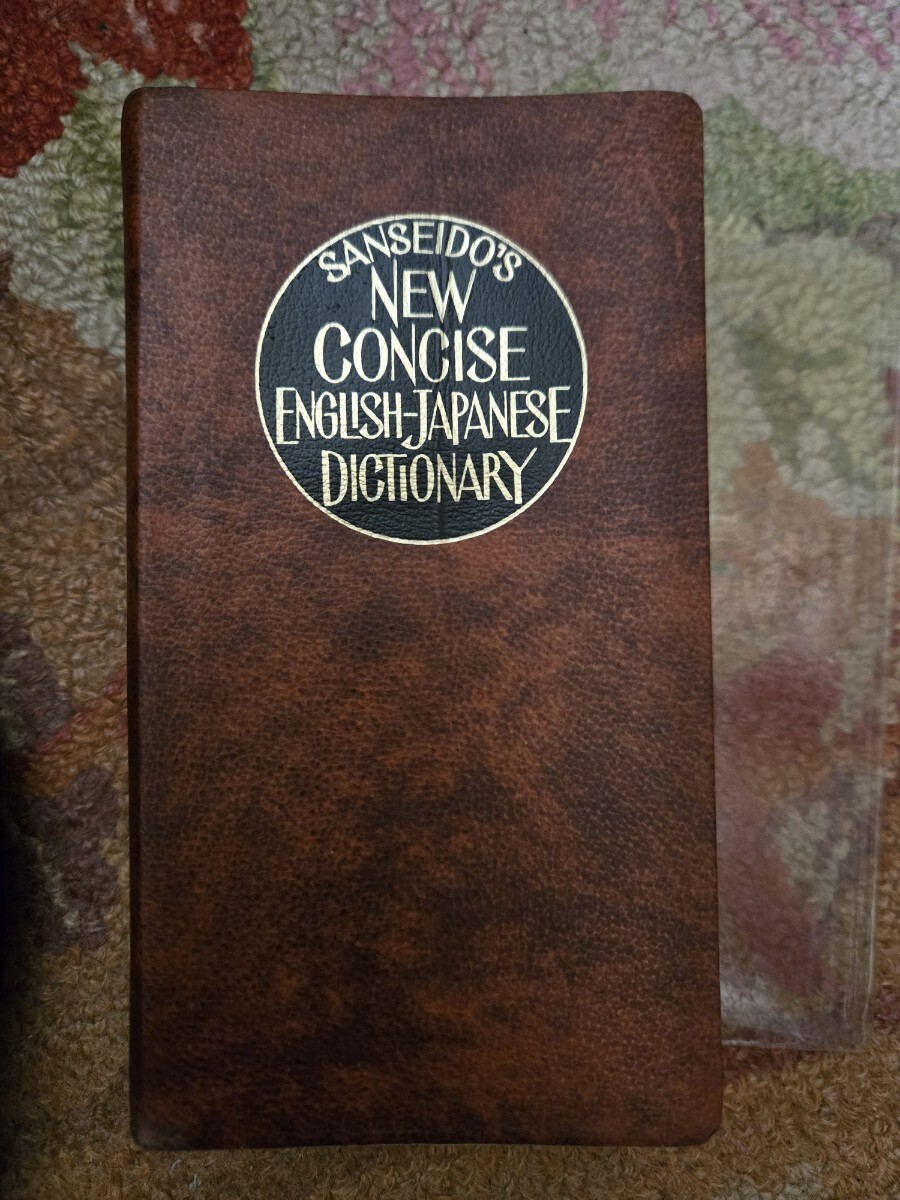 SANSEIDO'S
NEW
CONCISE
ENGLISH-JAPANESE
DICTIONARY